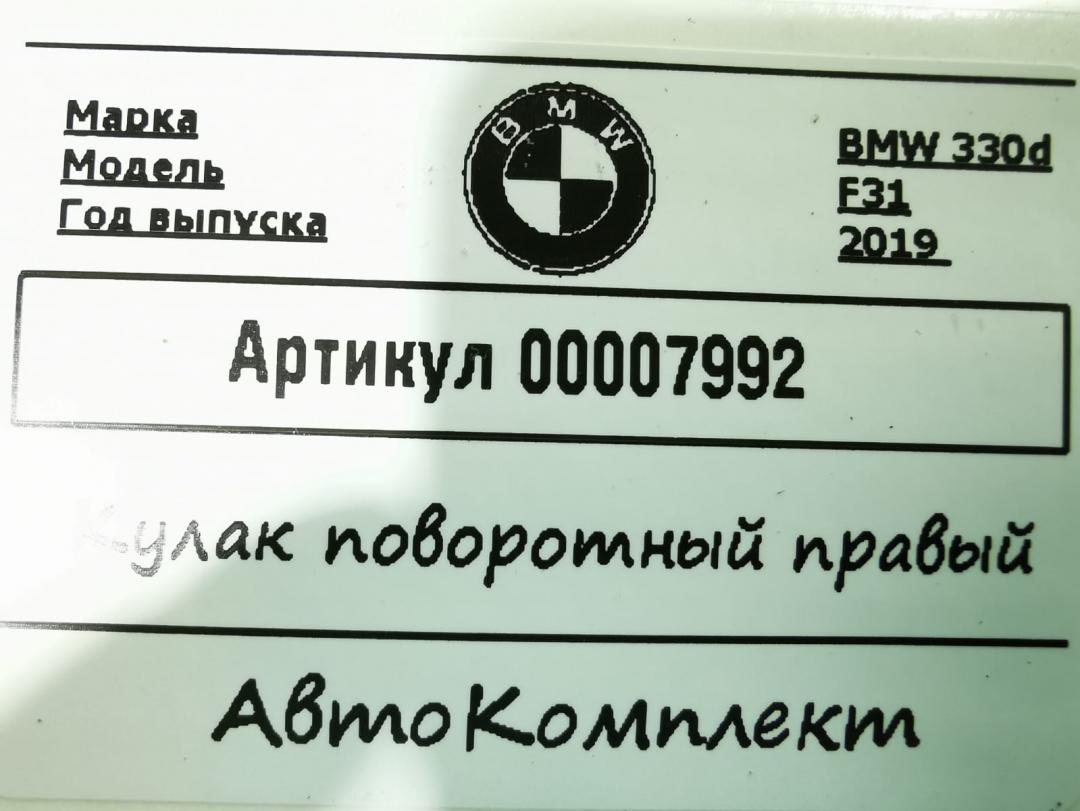 Марка
Модель
Год выпуска
BMW
BMW 330d
F31
2019
Артикул 00007992
Кулак поворотный правый
АвтоКомплект